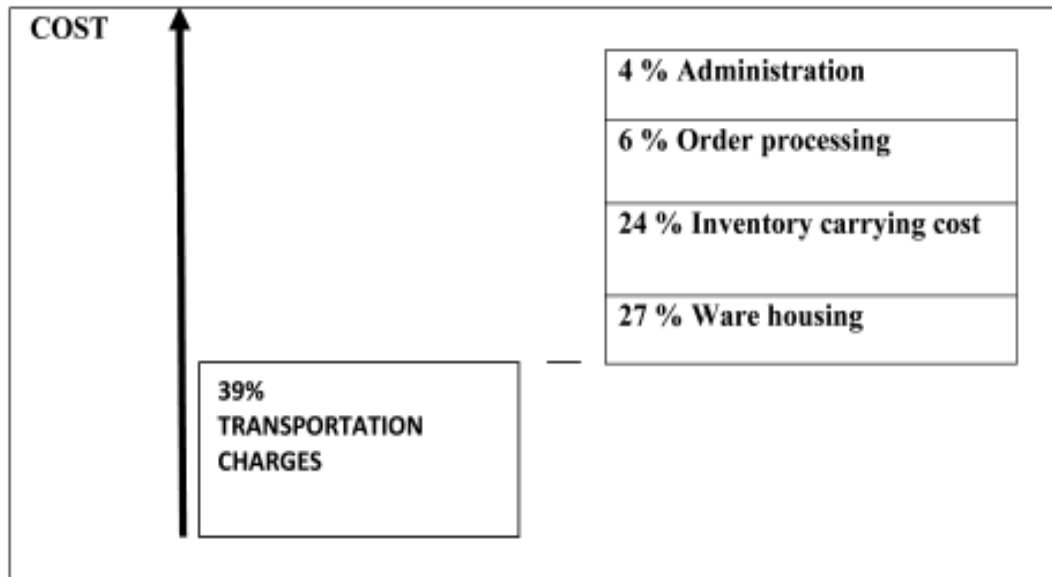 COST
4 % Administration
6 % Order processing
24 % Inventory carrying cost
27 % Ware housing
39%
TRANSPORTATION
CHARGES